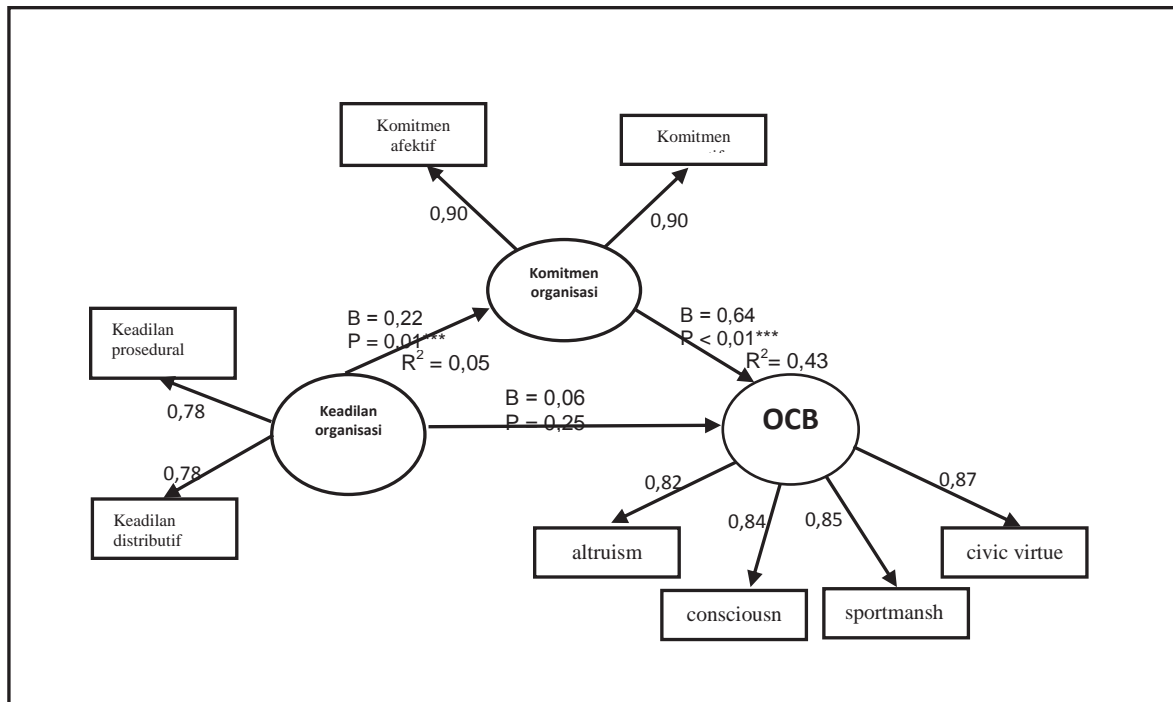 Komitmen
afektif
Komitmen
0,90
0,90
Komitmen
organisasi
B = 0,22
P = 0,01***
R² = 0,05
B = 0,64
P < 0,01***
R² = 0,43
Keadilan
prosedural
0,78
Keadilan
organisasi
B = 0,06
P = 0,25
OCB
0,78
Keadilan
distributif
0,82
0,84
0,85
0,87
altruism
civic virtue
consciousn
sportmansh